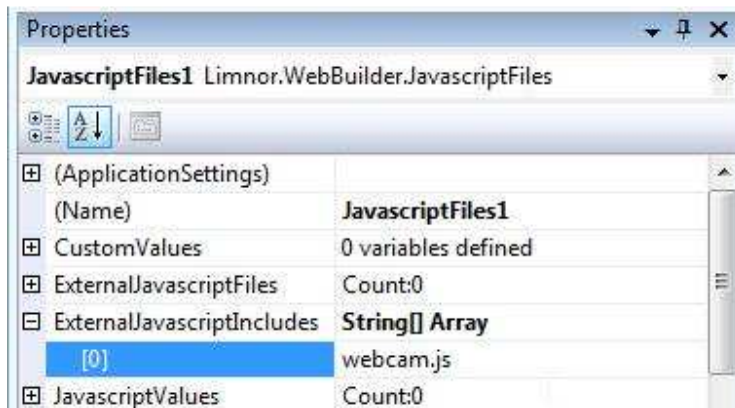 Properties
JavascriptFiles1 Limnor.WebBuilder.JavascriptFiles
(ApplicationSettings)
(Name) JavascriptFiles1
CustomValues 0 variables defined
ExternalJavascriptFiles Count:0
ExternalJavascriptIncludes String[] Array
[0] webcam.js
JavascriptValues Count:0